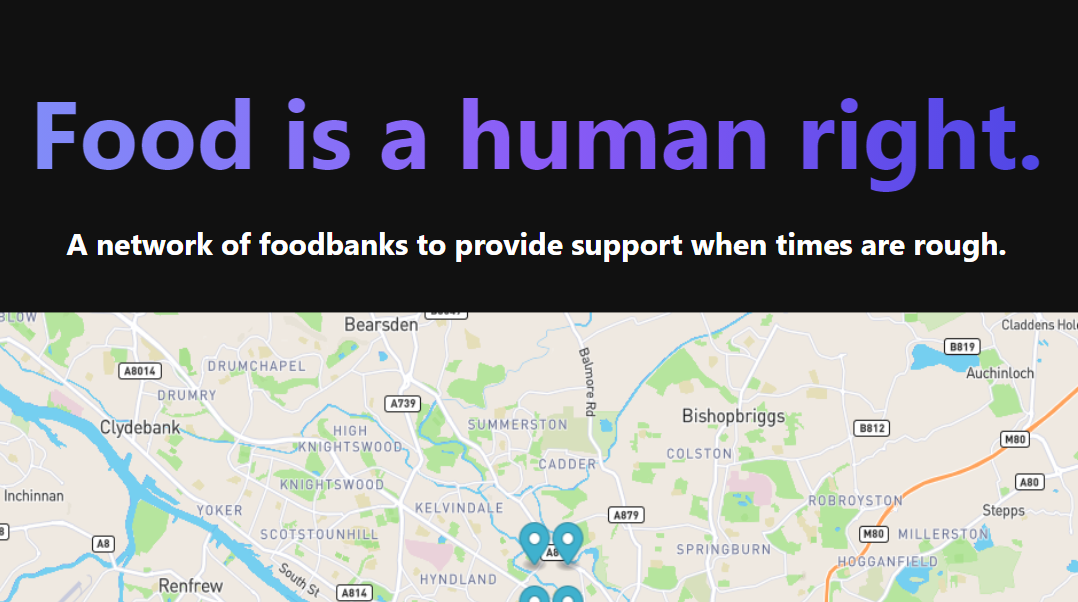 Food is a human right.
A network of foodbanks to provide support when times are rough.
Bearsden
Claddens
B819
Balmore Rd
A8014
DRUMCHAPEL
Auchinloch
DRUMRY
A739
Bishopbriggs
Clydebank
HIGH
KNIGHTSWOOD
SUMMERSTON
B812
M80
COLSTON
CADDER
KNIGHTSWOOD
A80
Inchinnan
YOKER
KELVINDALE
A879
ROBROYSTON
Stepps
SCOTSTOUNHILL
M80
MILLERSTON
A8
SPRINGBURN
HOGGANFIELD
HYNDLAND
Renfrew
South St
A814